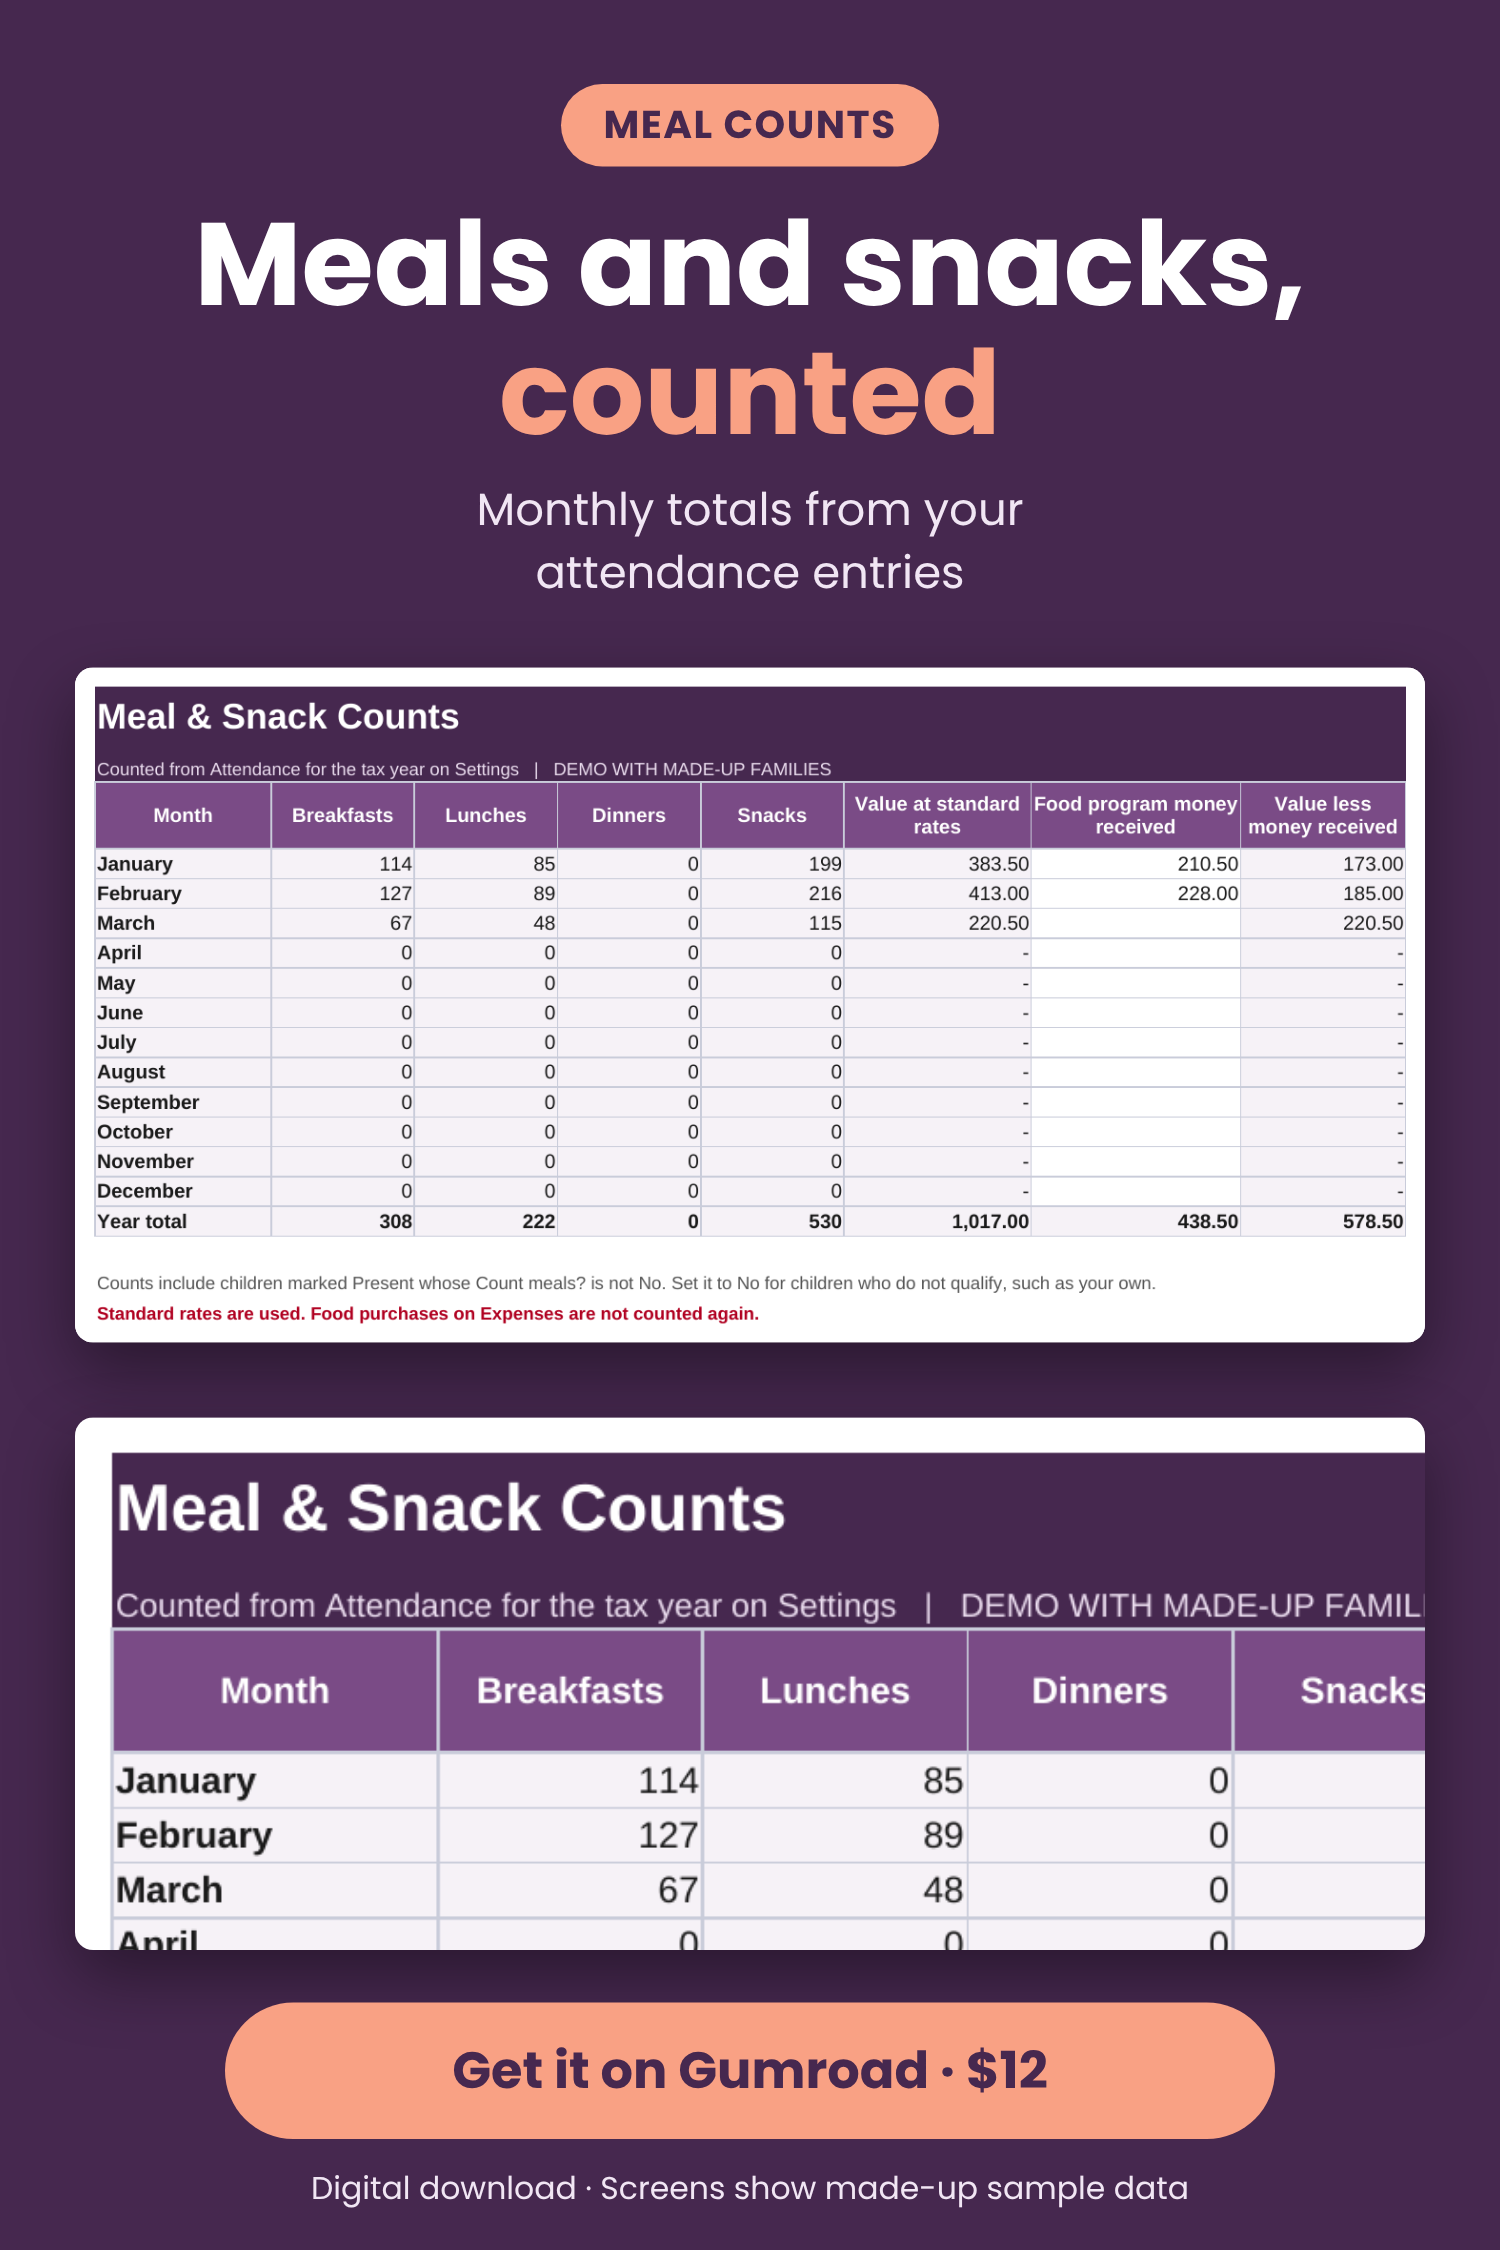 MEAL COUNTS
Meals and snacks,
counted
Monthly totals from your
attendance entries
Meal & Snack Counts
Counted from Attendance for the tax year on Settings | DEMO WITH MADE-UP FAMILIES
Month Breakfasts Lunches Dinners Snacks Value at standard rates Food program money received Value less money received
January 114 85 0 199 383.50 210.50 173.00
February 127 89 0 216 413.00 228.00 185.00
March 67 48 0 115 220.50 220.50
April 0 0 0 0 - -
May 0 0 0 0 - -
June 0 0 0 0 - -
July 0 0 0 0 - -
August 0 0 0 0 - -
September 0 0 0 0 - -
October 0 0 0 0 - -
November 0 0 0 0 - -
December 0 0 0 0 - -
Year total 308 222 0 530 1,017.00 438.50 578.50
Counts include children marked Present whose Count meals? is not No. Set it to No for children who do not qualify, such as your own.
Standard rates are used. Food purchases on Expenses are not counted again.
Meal & Snack Counts
Counted from Attendance for the tax year on Settings | DEMO WITH MADE-UP FAMIL
Month Breakfasts Lunches Dinners Snacks
January 114 85 0
February 127 89 0
March 67 48 0
April 0 0 0
Get it on Gumroad · $12
Digital download · Screens show made-up sample data